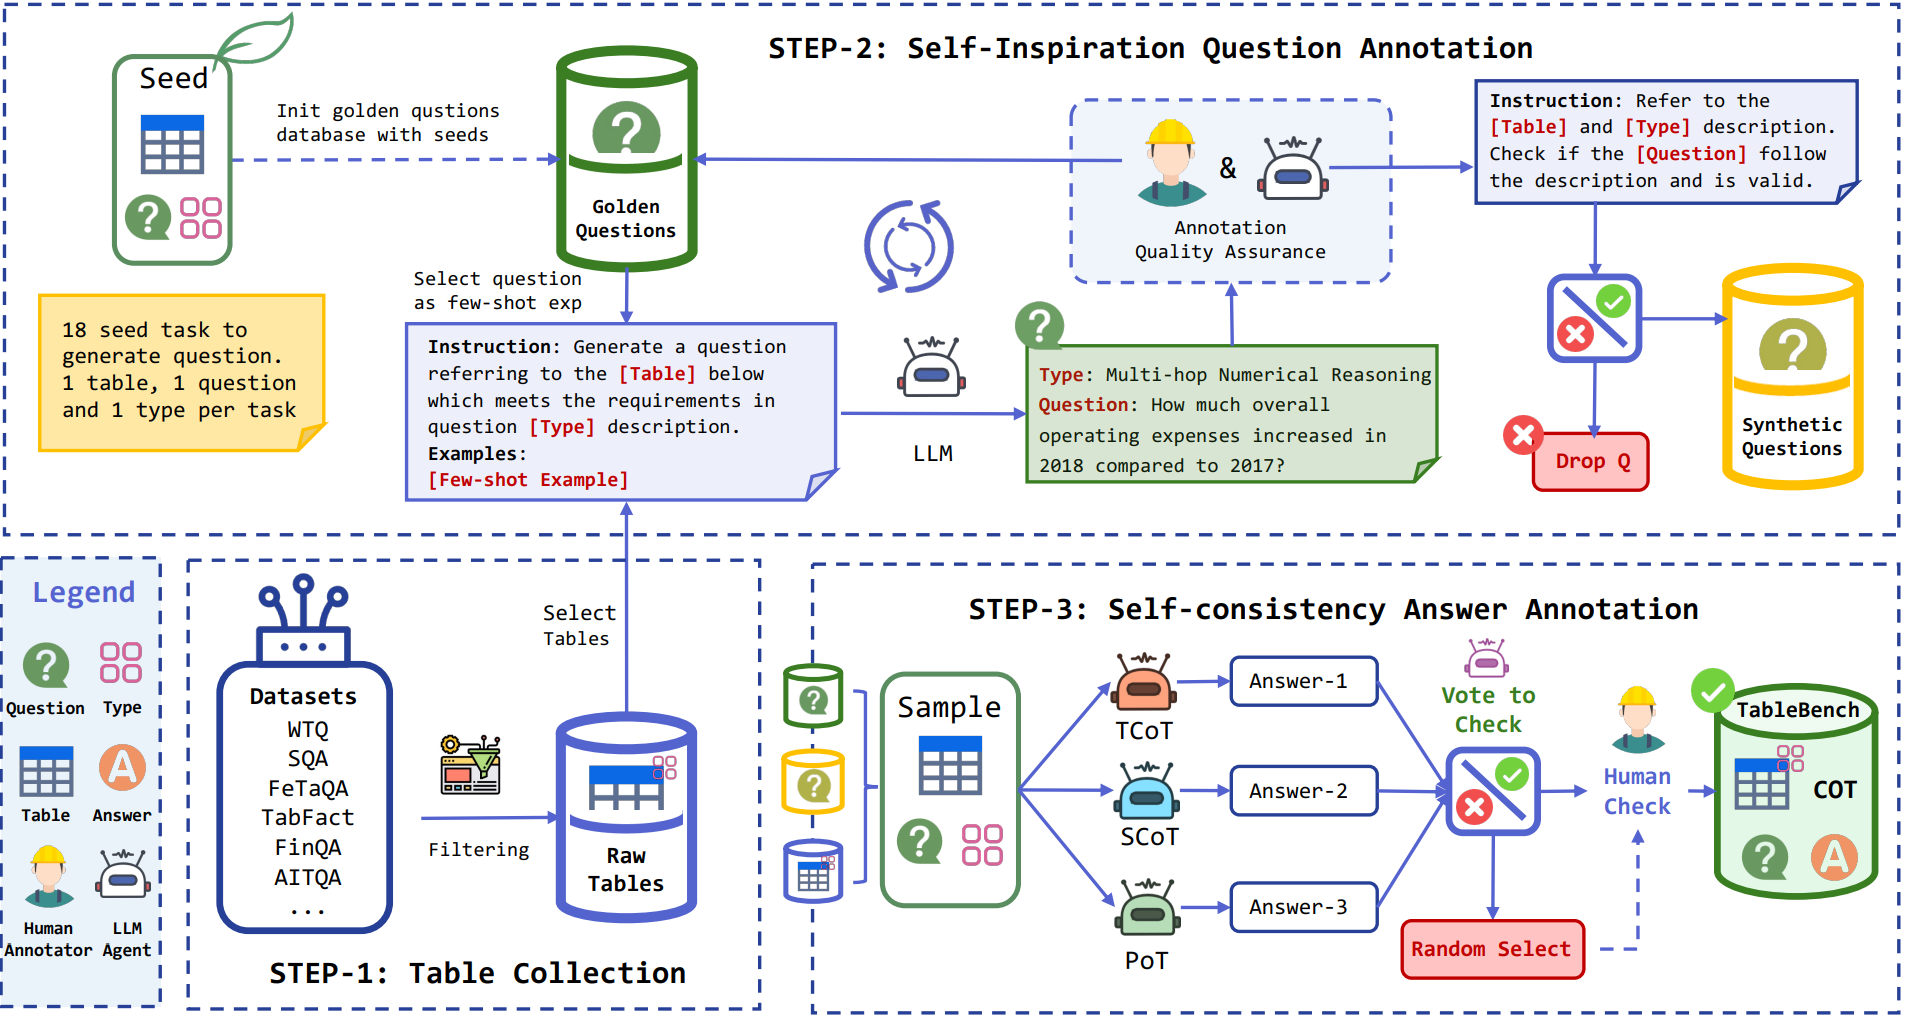 STEP-2: Self-Inspiration Question Annotation
Seed
Init golden qustions
database with seeds
Golden
Questions
18 seed task to
generate question.
1 table, 1 question
and 1 type per task
Select question
as few-shot exp
Instruction: Generate a question
referring to the [Table] below
which meets the requirements in
question [Type] description.
Examples:
[Few-shot Example]
LLM
Type: Multi-hop Numerical Reasoning
Question: How much overall
operating expenses increased in
2018 compared to 2017?
&
Annotation
Quality Assurance
Instruction: Refer to the
[Table] and [Type] description.
Check if the [Question] follow
the description and is valid.
Drop Q
Synthetic
Questions
Legend
Question
Type
Table
Answer
Human
Annotator
LLM
Agent
Datasets
WTQ
SQA
FeTaQA
TabFact
FinQA
AITQA
...
Filtering
Select
Tables
Raw
Tables
STEP-1: Table Collection
STEP-3: Self-consistency Answer Annotation
Sample
TCoT
SCoT
PoT
Answer-1
Answer-2
Answer-3
Vote to
Check
Random Select
Human
Check
TableBench
COT
A